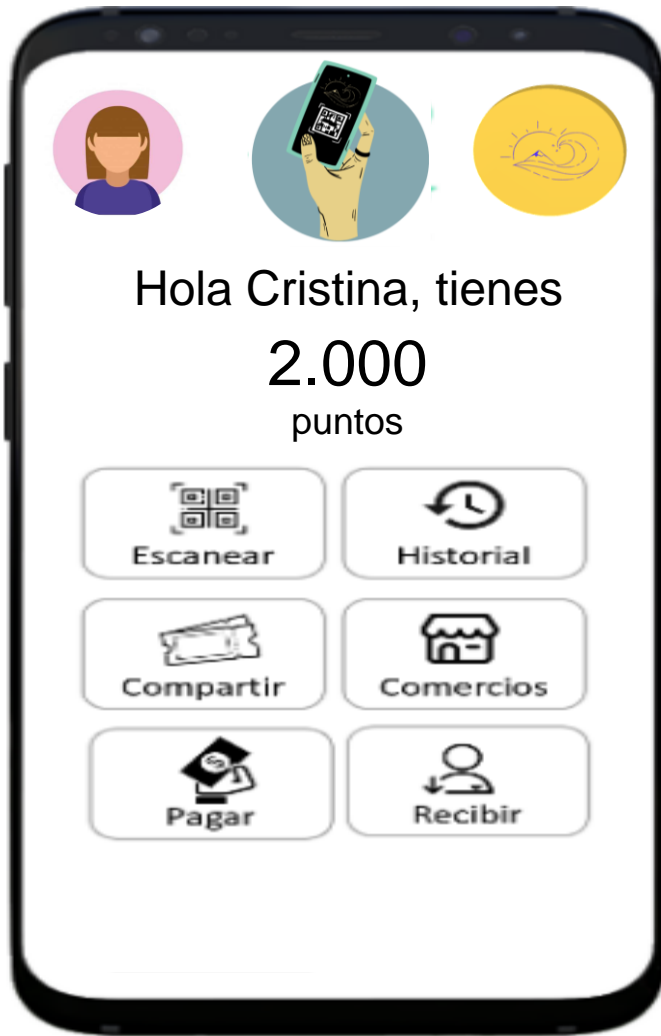 Hola Cristina, tienes
2.000
puntos
Escanear
Historial
Compartir
Comercios
Pagar
Recibir